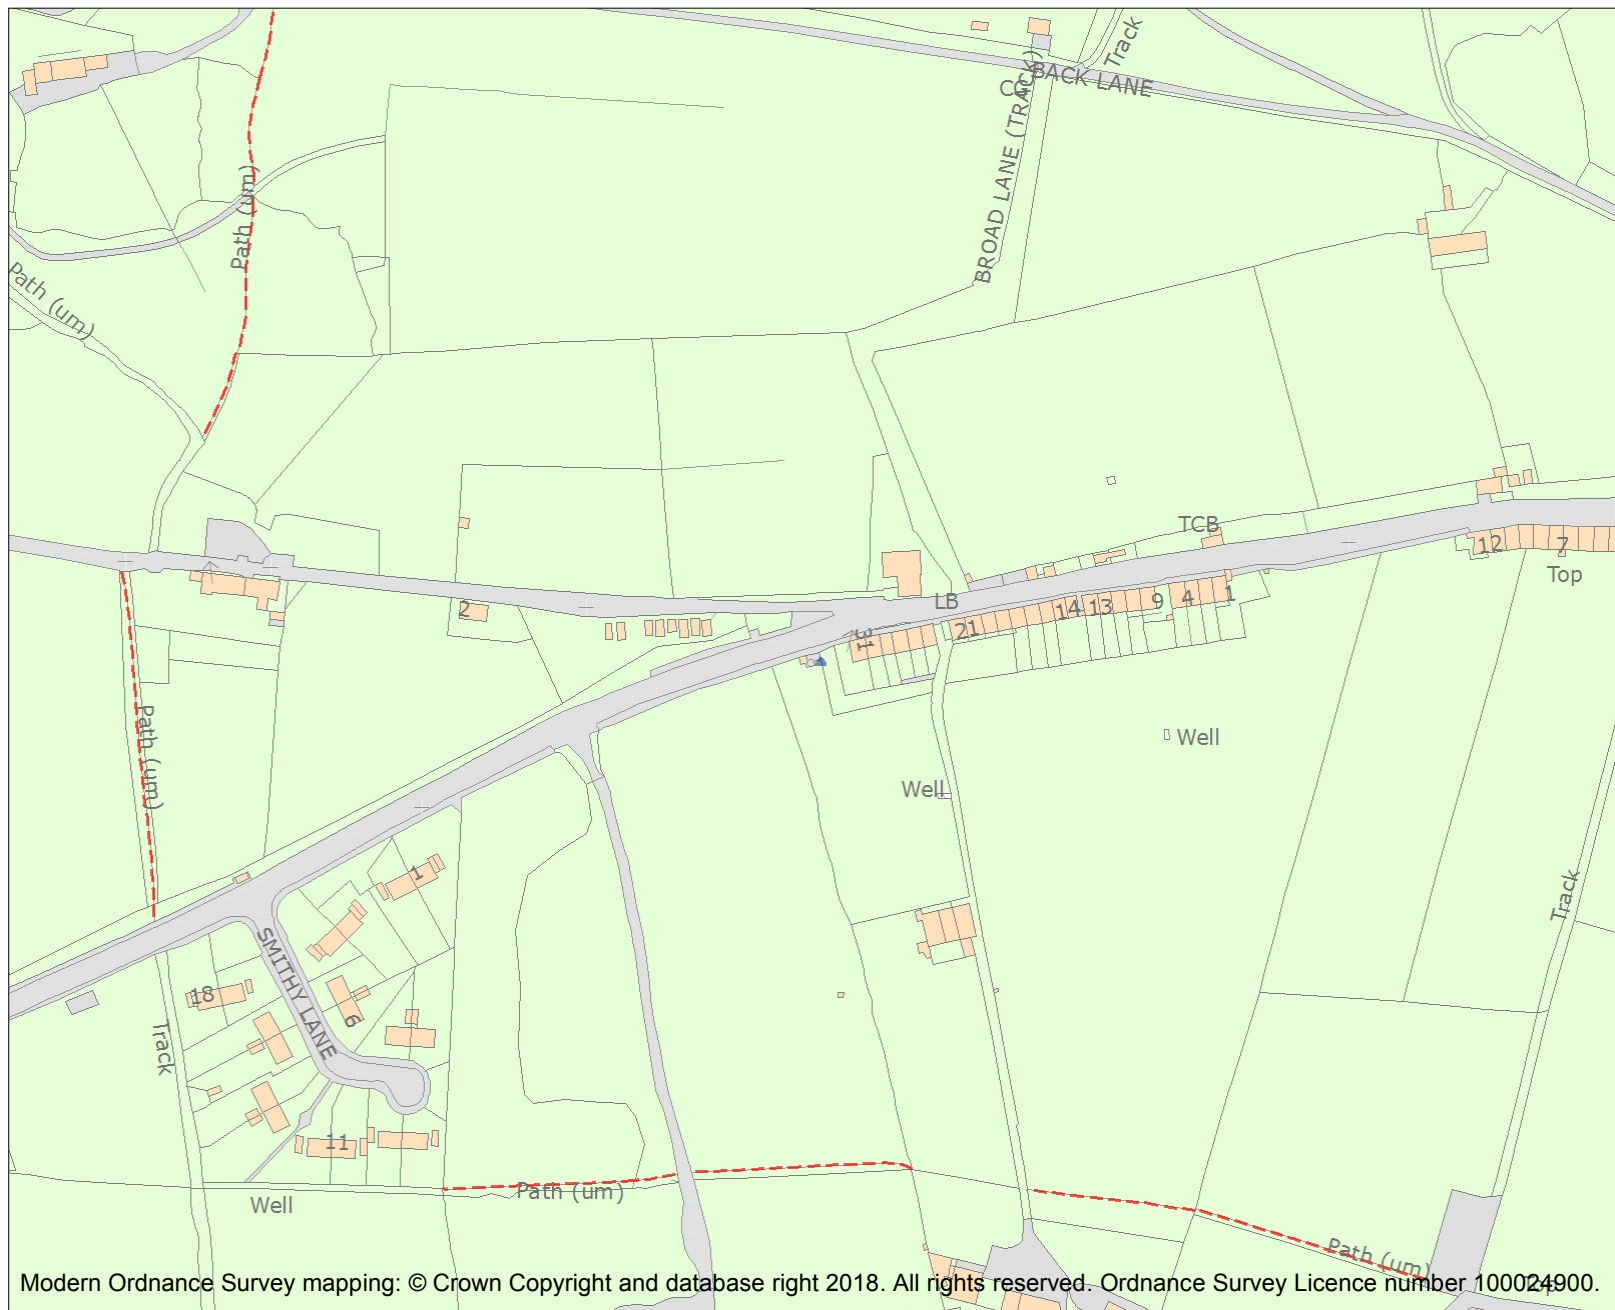 Track
BACK LANE
CG
BROAD LANE (TRACK)
Path (um)
Path (um)
TCB
12
7
Top
2
LB
31
21
14
13
9
4
1
Path (um)
Well
Well
1
Track
SMITHY LANE
18
6
Track
11
Path (um)
Well
Path (um)
Top
Modern Ordnance Survey mapping: © Crown Copyright and database right 2018. All rights reserved. Ordnance Survey Licence number 100024900.